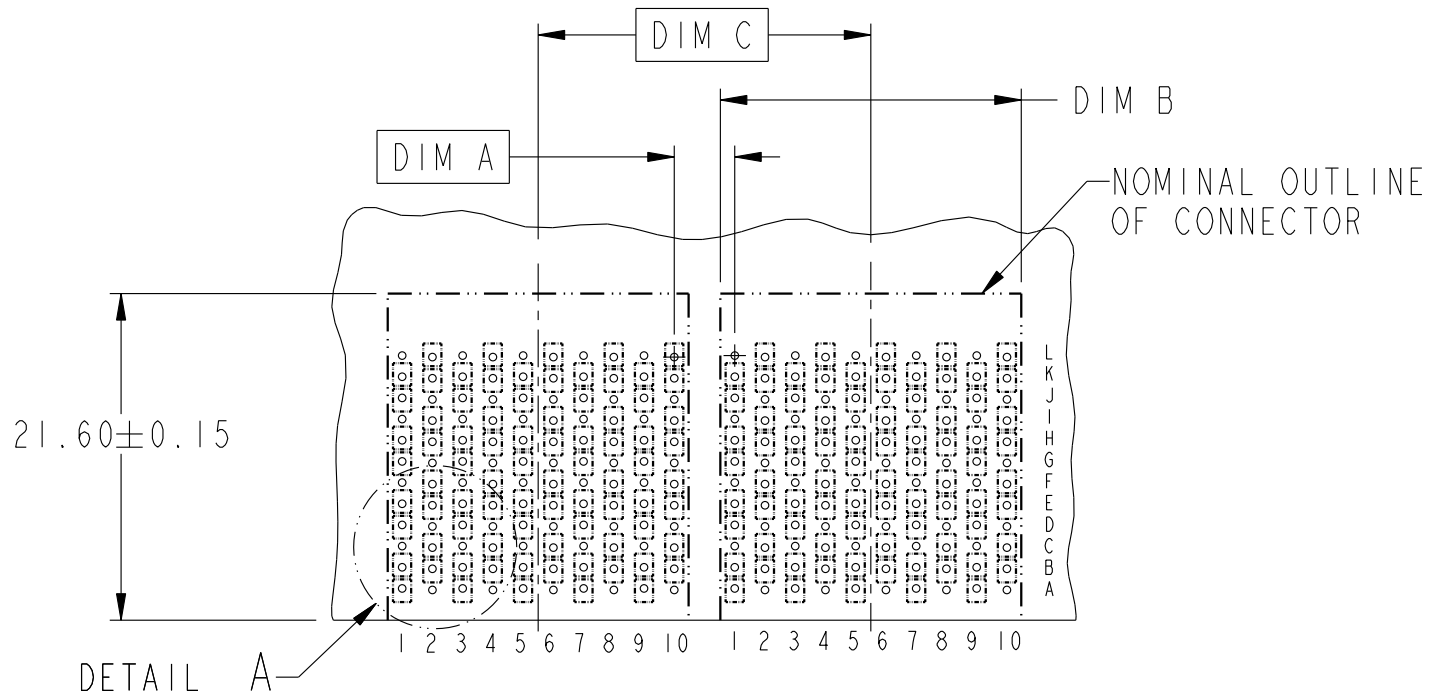 DIM C
DIM B
DIM A
NOMINAL OUTLINE
OF CONNECTOR
21.60±0.15
L
K
J
I
H
G
F
E
D
C
B
A
1 2 3 4 5 6 7 8 9 10 1 2 3 4 5 6 7 8 9 10
DETAIL A